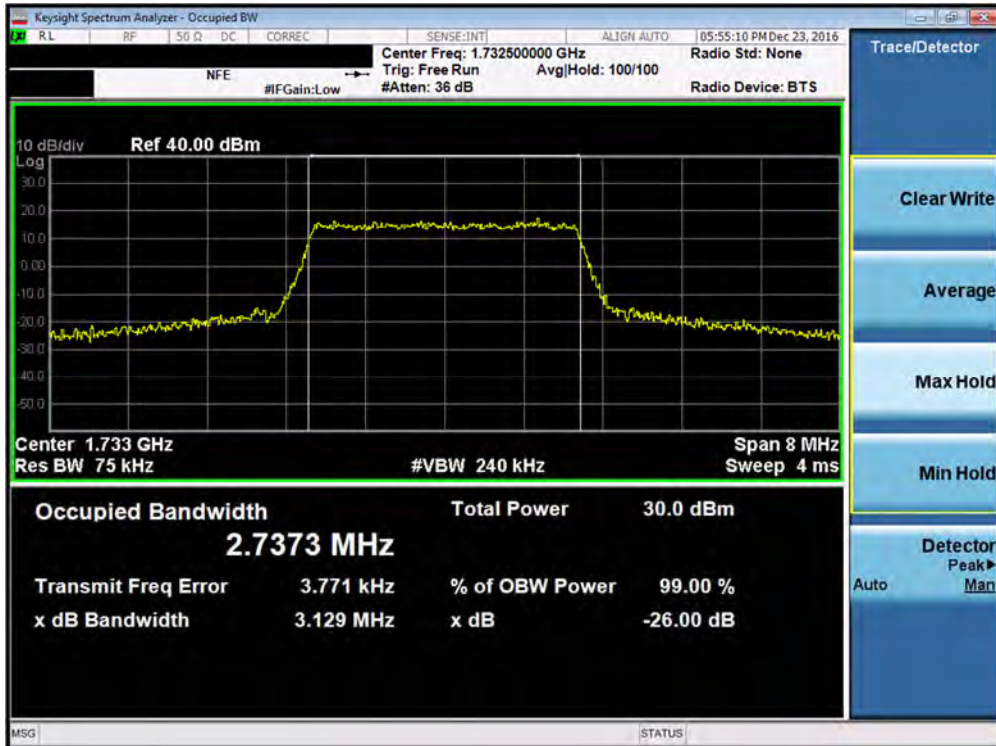 Keysight Spectrum Analyzer - Occupied BW
LXI RL RF 50 Ω DC CORREC SENSE:INT ALIGN AUTO 05:55:10 PM Dec 23, 2016
Center Freq: 1.732500000 GHz Radio Std: None
NFE Trig: Free Run Avg|Hold: 100/100
#IFGain:Low #Atten: 36 dB Radio Device: BTS
Trace/Detector
10 dB/div Ref 40.00 dBm
Log
30.0
20.0
10.0
0.00
-10.0
-20.0
-30.0
-40.0
-50.0
Center 1.733 GHz Span 8 MHz
Res BW 75 kHz #VBW 240 kHz Sweep 4 ms
Occupied Bandwidth Total Power 30.0 dBm
2.7373 MHz
Transmit Freq Error 3.771 kHz % of OBW Power 99.00 %
x dB Bandwidth 3.129 MHz x dB -26.00 dB
Clear Write
Average
Max Hold
Min Hold
Detector
Peak▶
Auto Man
MSG STATUS